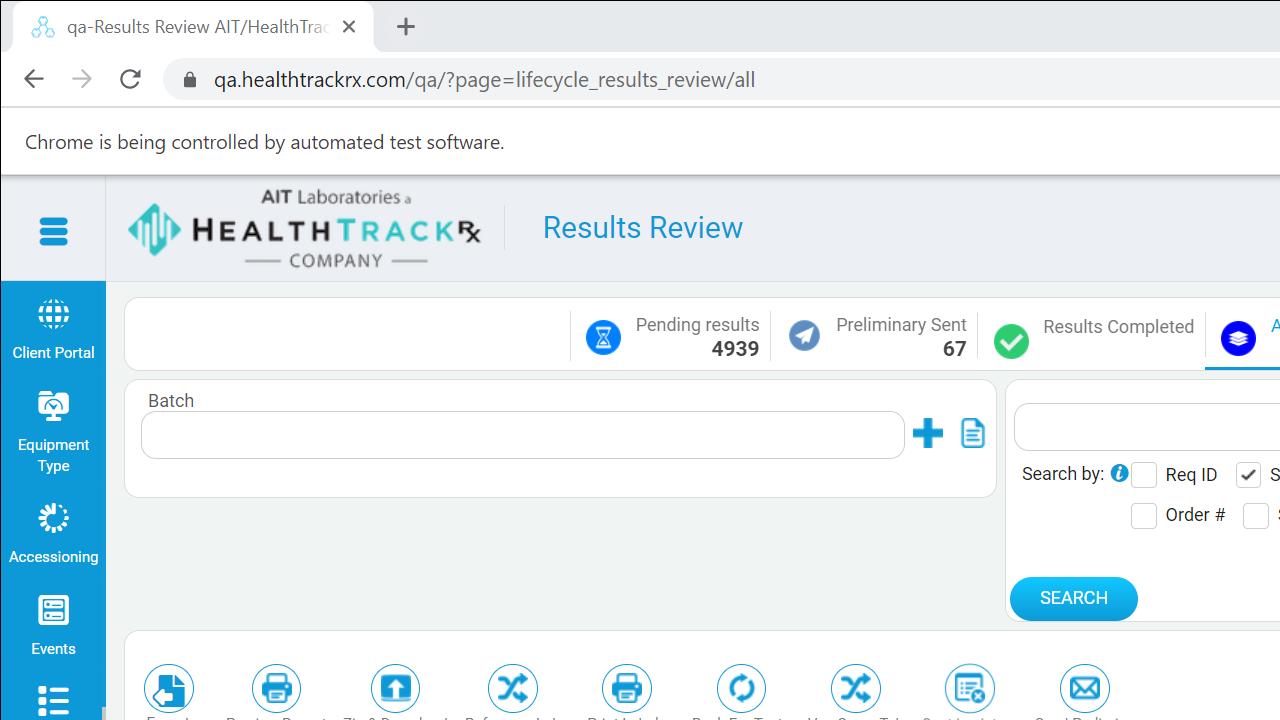 qa-Results Review AIT/HealthTrac
qa.healthtrackrx.com/qa/?page=lifecycle_results_review/all
Chrome is being controlled by automated test software.
AIT Laboratories a
HEALTHTRACKRx
COMPANY
Results Review
Client Portal
Equipment
Type
Accessioning
Events
Pending results
4939
Preliminary Sent
67
Results Completed
A
Batch
Search by:
Req ID
S
Order #
SEARCH